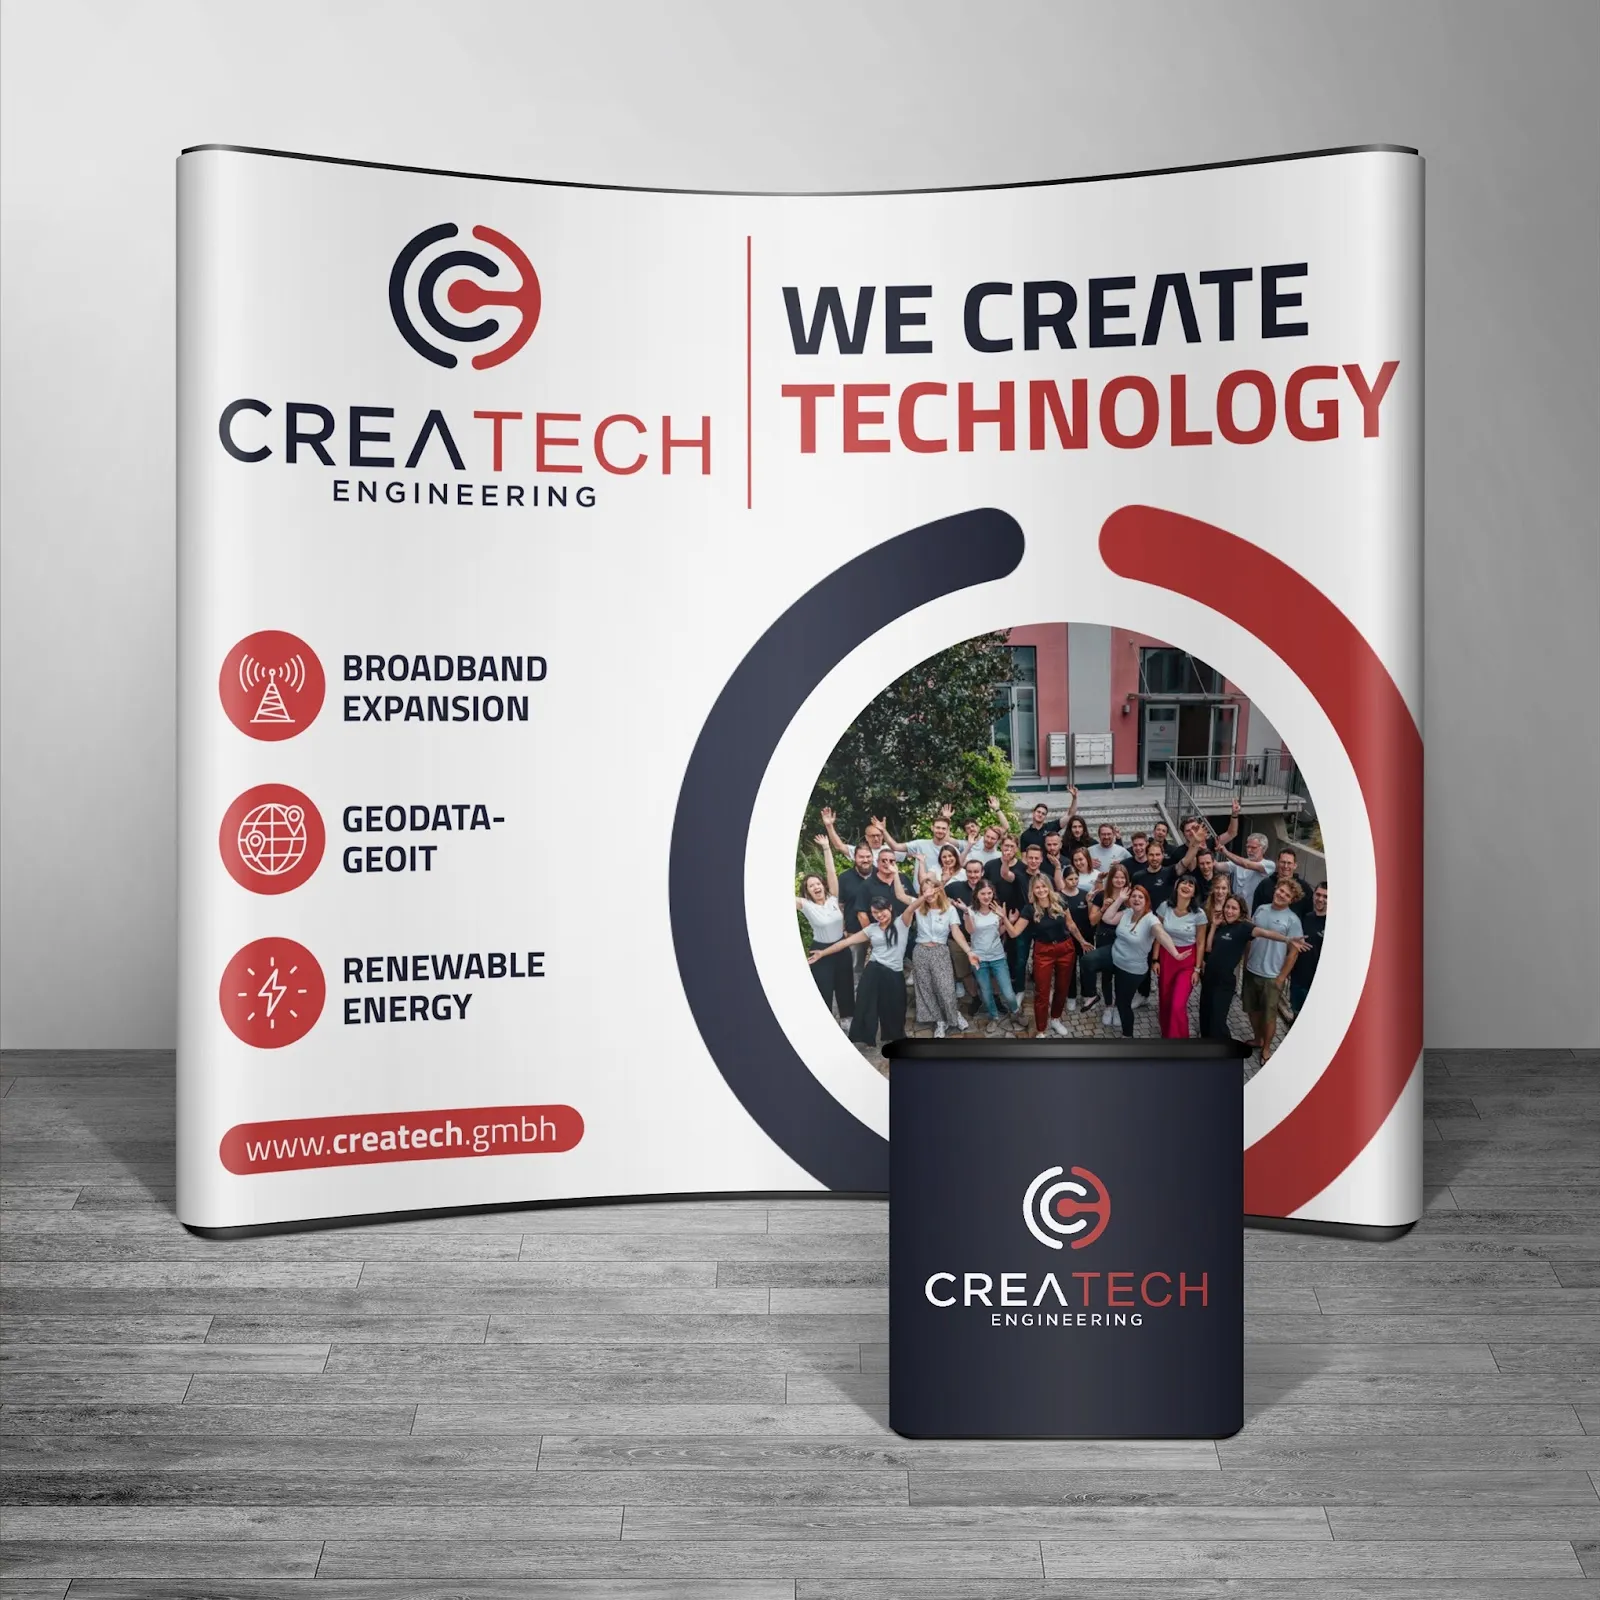 CREATECH
ENGINEERING
WE CREATE
TECHNOLOGY
BROADBAND
EXPANSION
GEODATA-
GEOIT
RENEWABLE
ENERGY
www.createch.gmbh
CREATECH
ENGINEERING